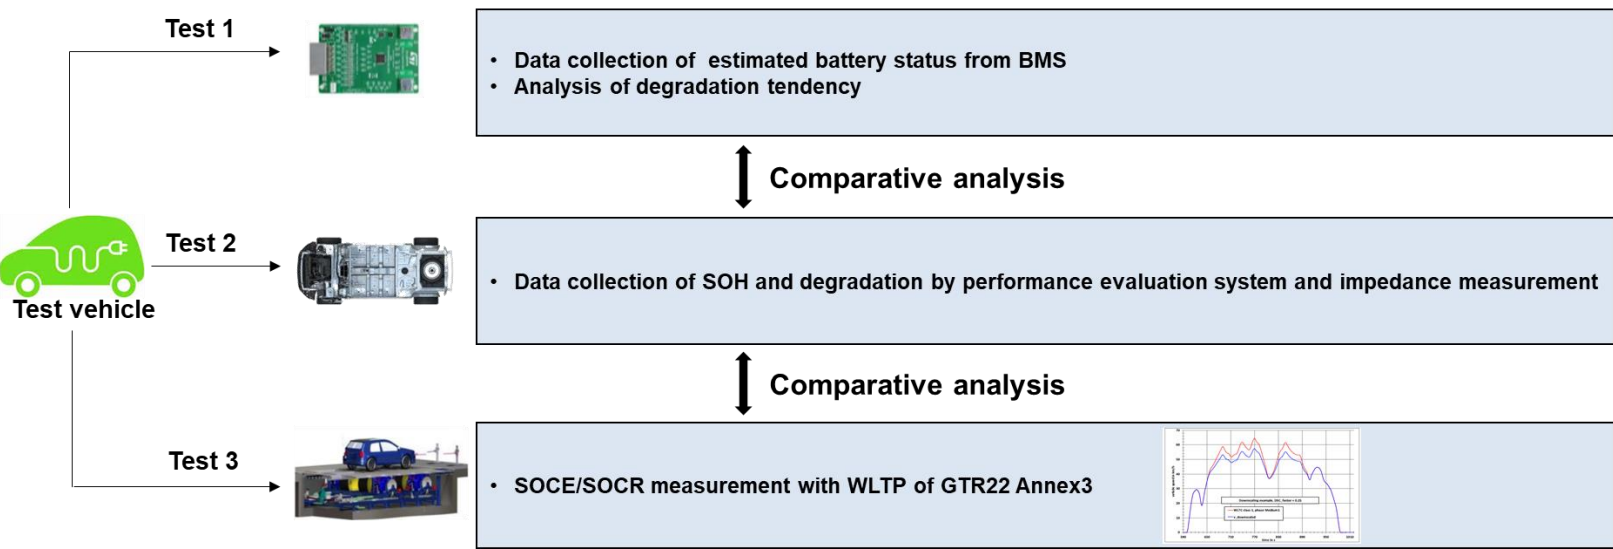 Test 1
• Data collection of estimated battery status from BMS
• Analysis of degradation tendency
Comparative analysis
Test 2
• Data collection of SOH and degradation by performance evaluation system and impedance measurement
Test vehicle
Comparative analysis
Test 3
• SOCE/SOCR measurement with WLTP of GTR22 Annex3